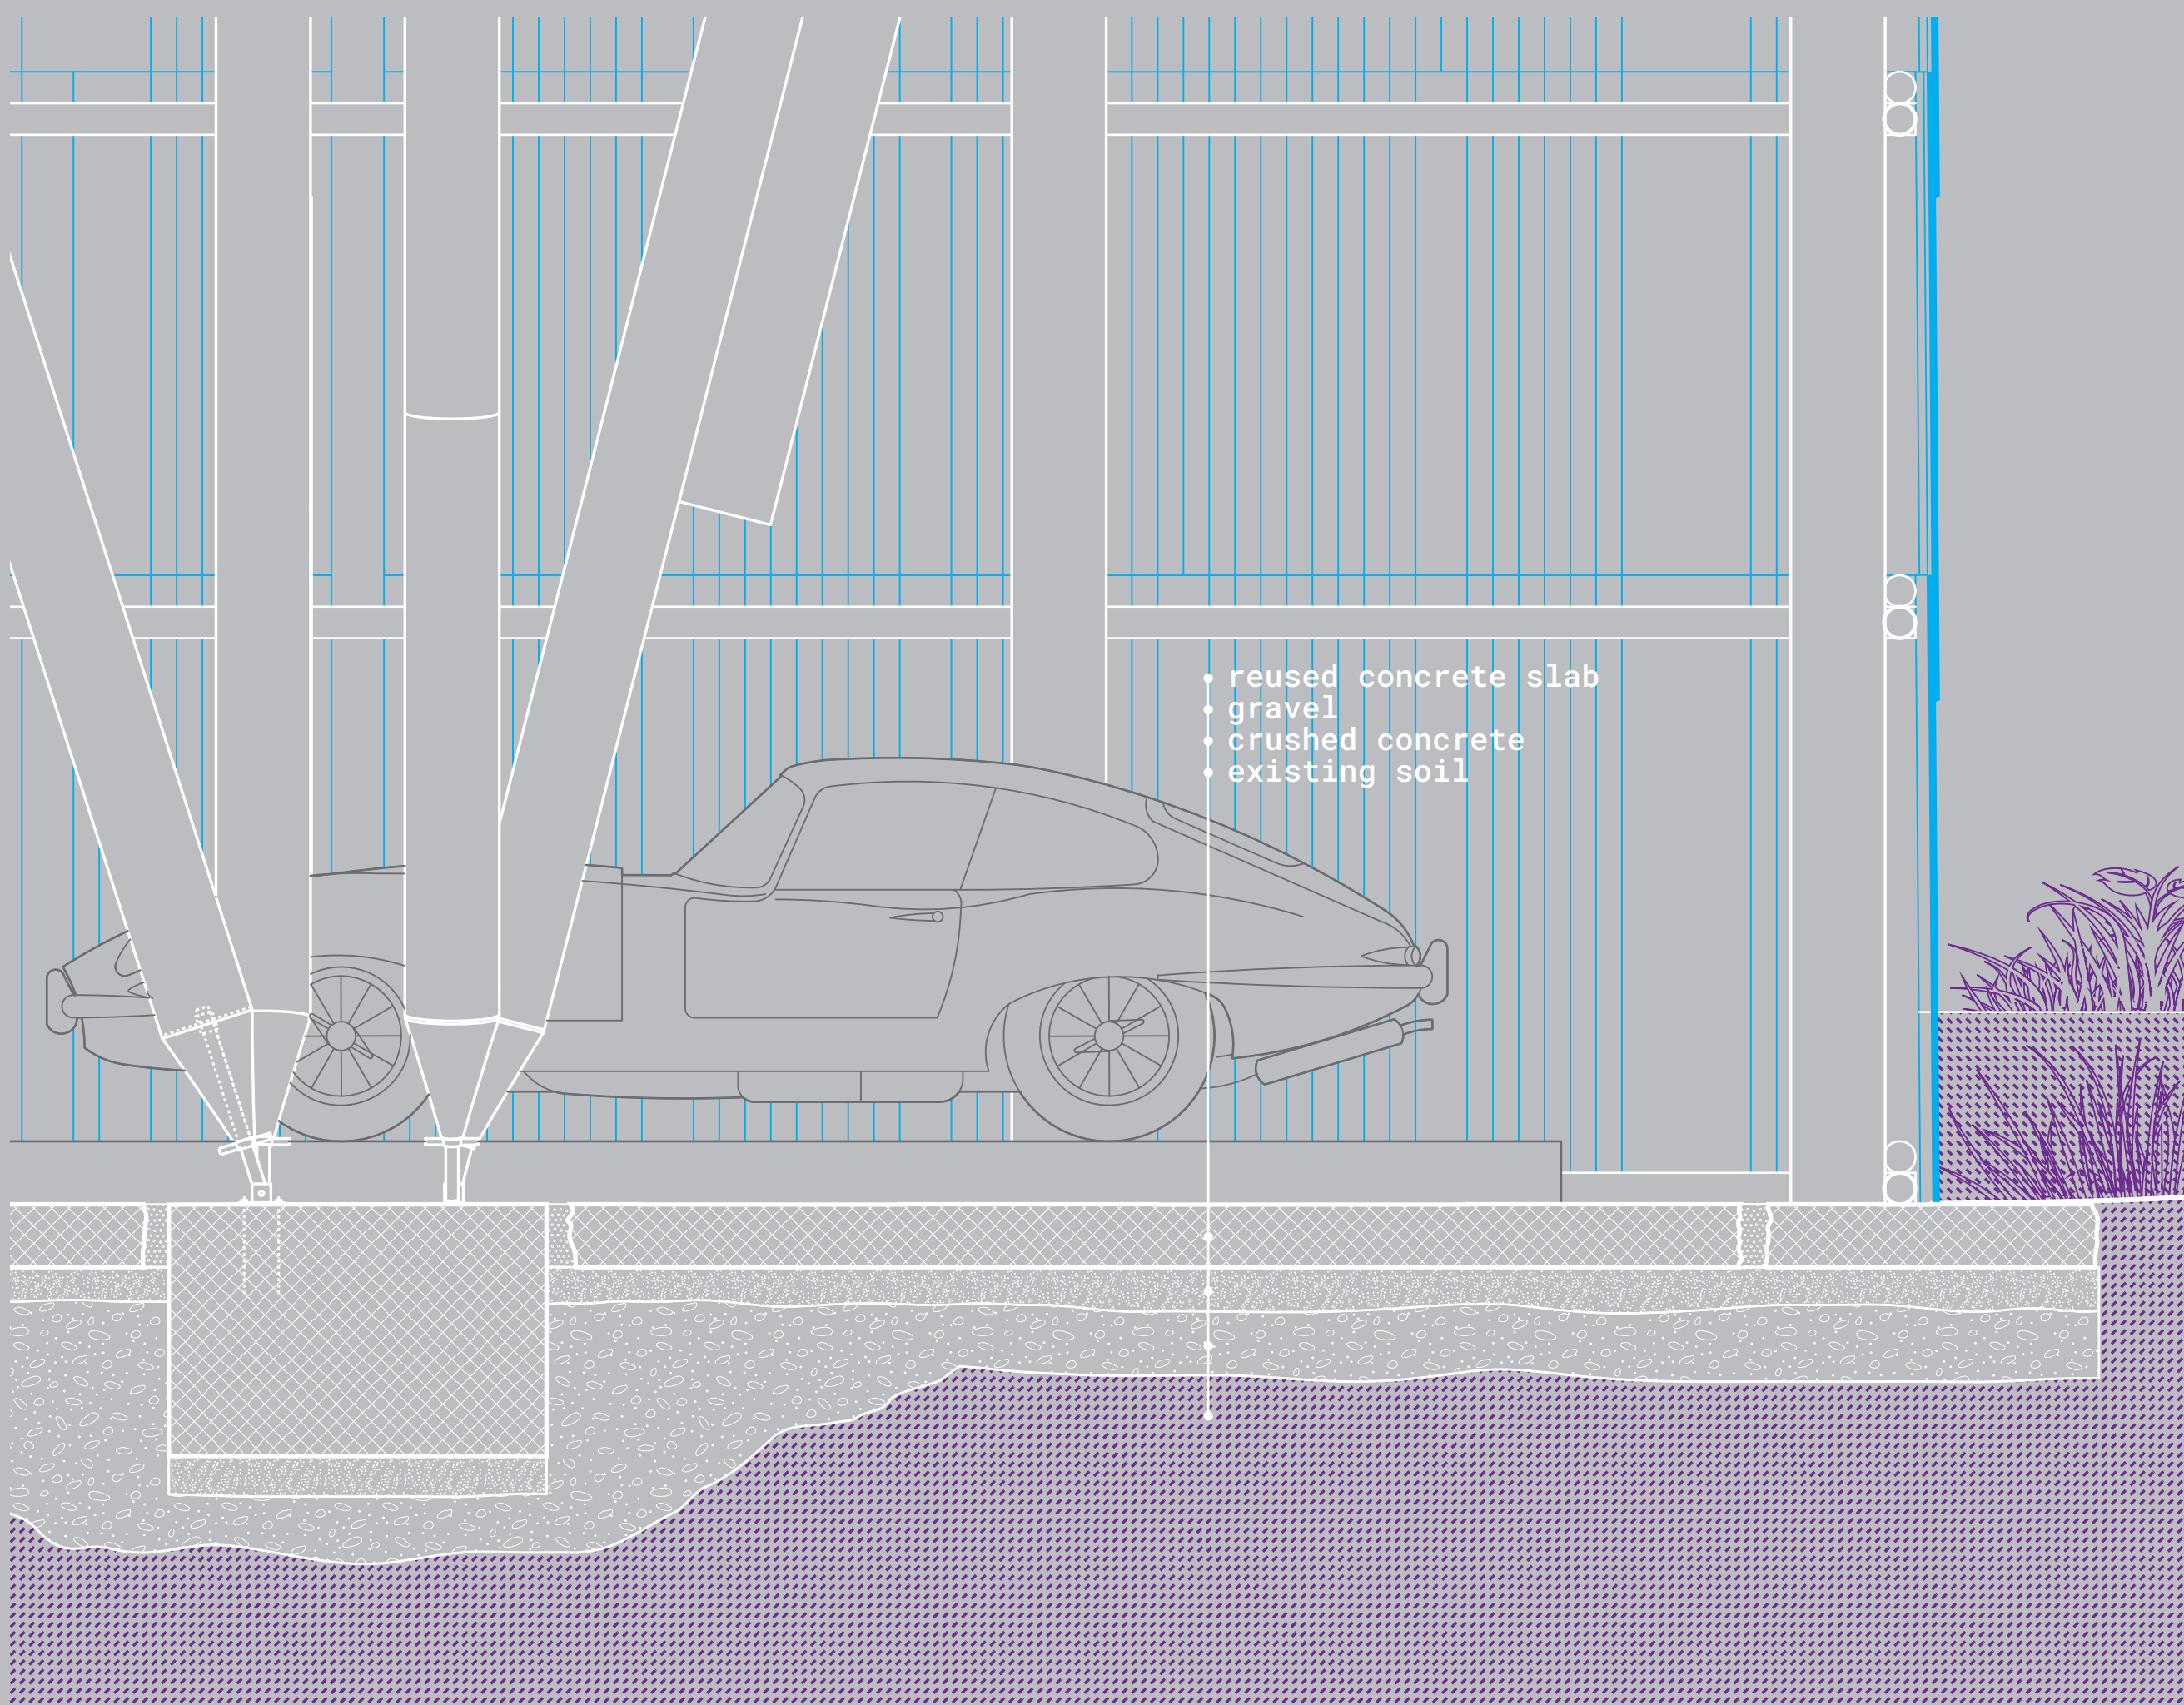 reused concrete slab
gravel
crushed concrete
existing soil